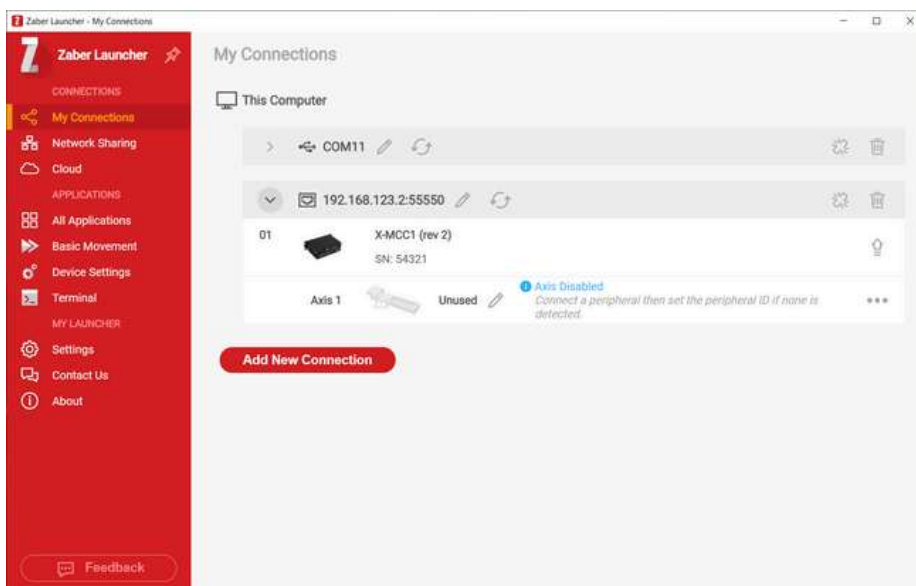 Zaber Launcher - My Connections
Zaber Launcher
CONNECTIONS
My Connections
Network Sharing
Cloud
APPLICATIONS
All Applications
Basic Movement
Device Settings
Terminal
MY LAUNCHER
Settings
Contact Us
About
Feedback
My Connections
This Computer
COM11
192.168.123.2:55550
01
X-MCC1 (rev 2)
SN: 54321
Axis 1
Unused
Axis Disabled
Connect a peripheral then set the peripheral ID if none is
detected.
Add New Connection